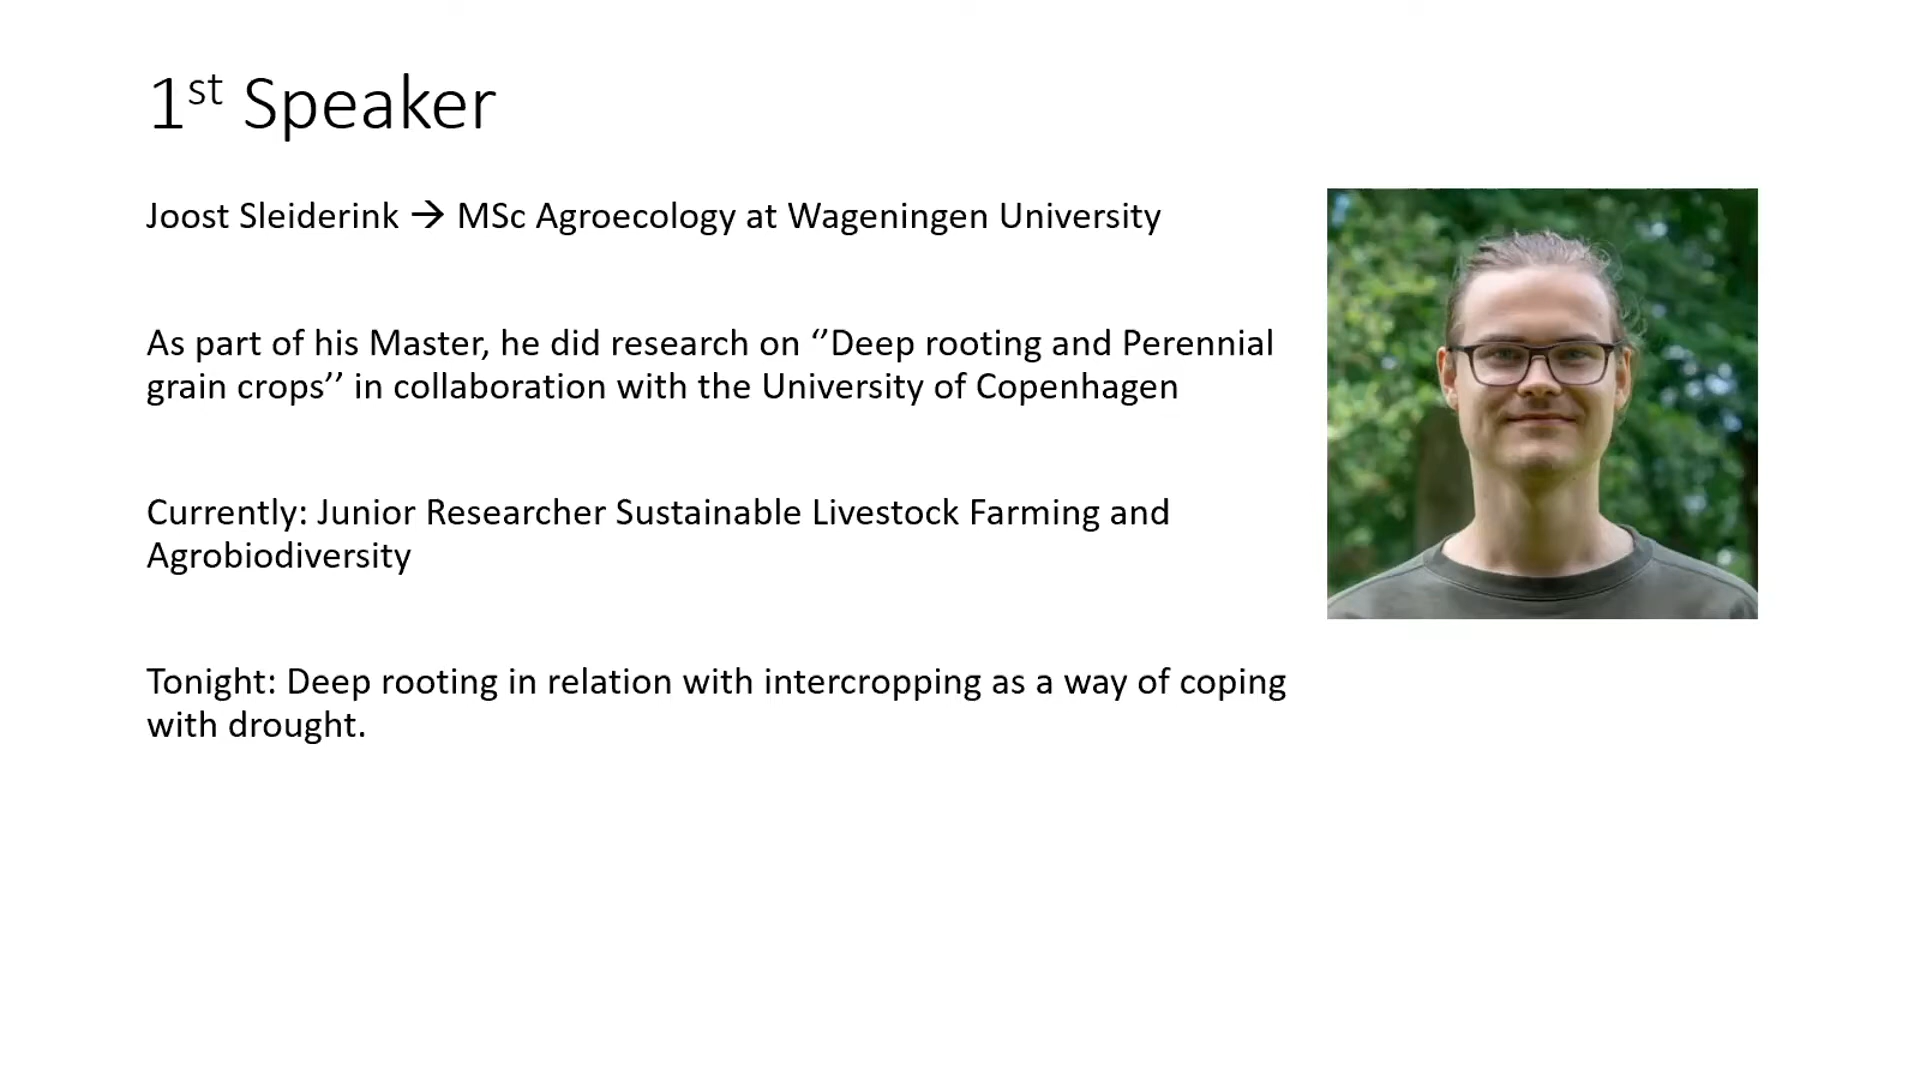 1st Speaker
Joost Sleiderink → MSc Agroecology at Wageningen University
As part of his Master, he did research on ‘’Deep rooting and Perennial
grain crops’’ in collaboration with the University of Copenhagen
Currently: Junior Researcher Sustainable Livestock Farming and
Agrobiodiversity
Tonight: Deep rooting in relation with intercropping as a way of coping
with drought.